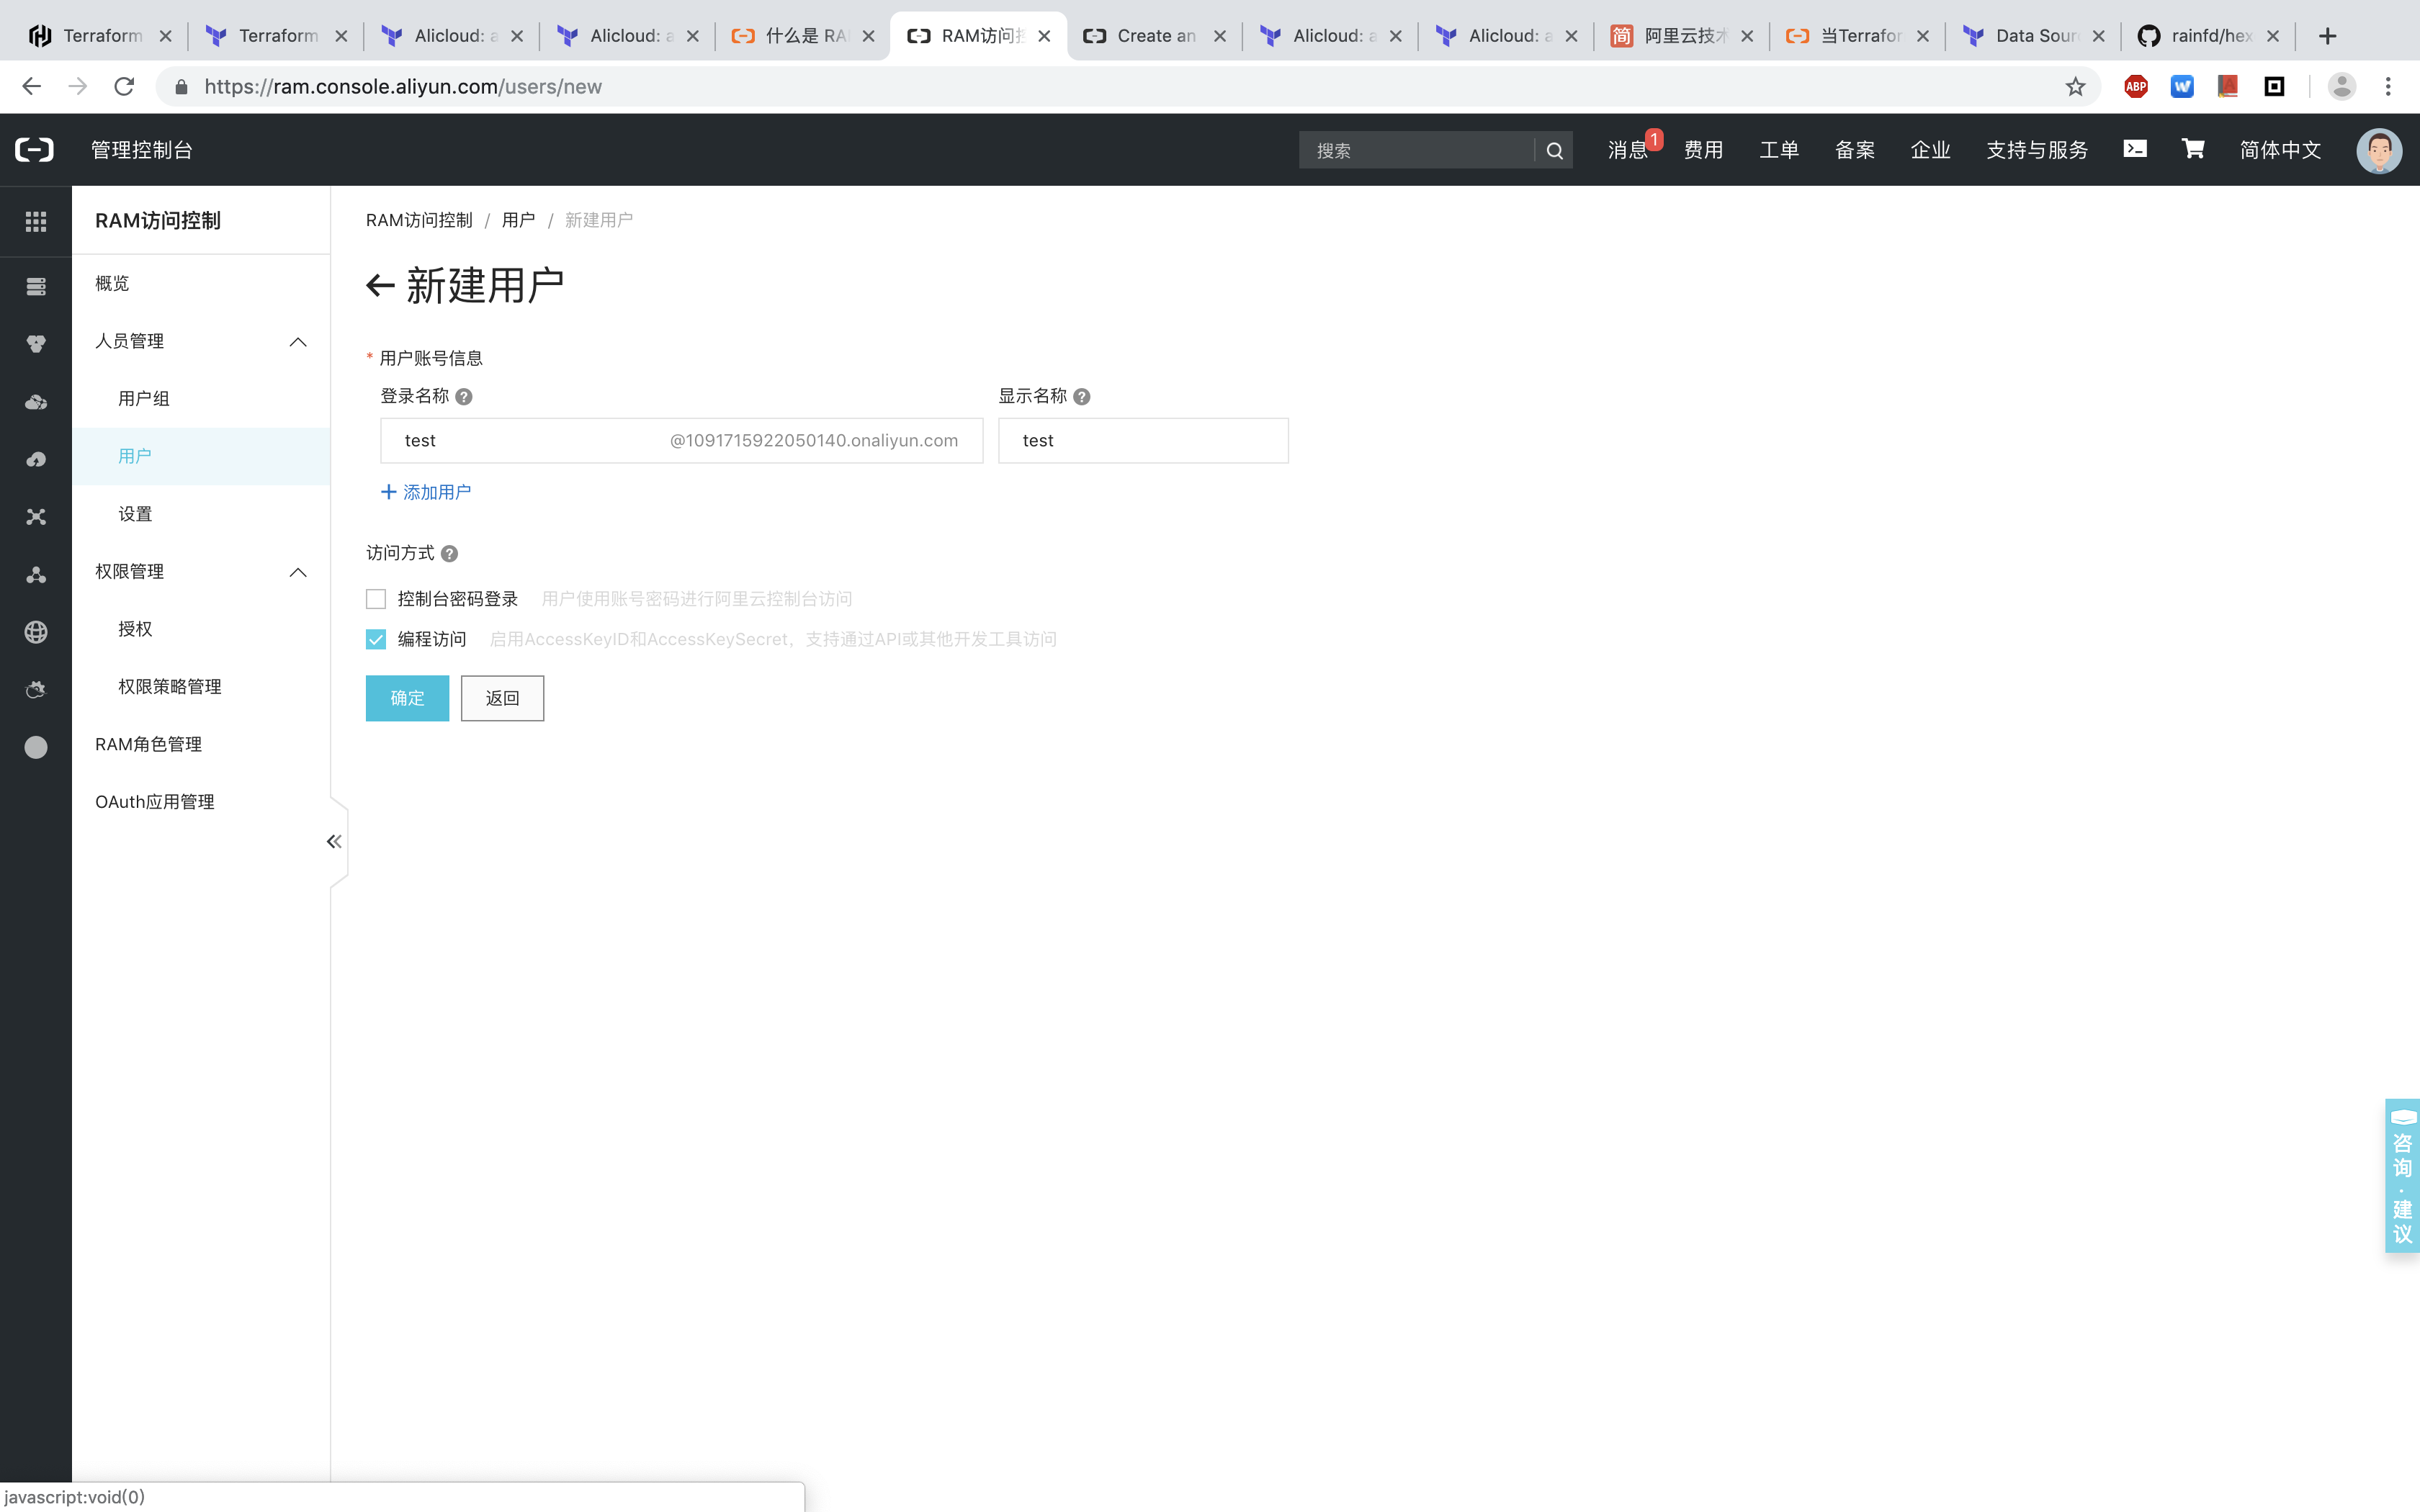 Terraform
Terraform
Alicloud: a
Alicloud: a
什么是 RA
RAM访问控
Create an
Alicloud: a
Alicloud: a
简 阿里云技术
当Terrafor
Data Sour
rainfd/hex
https://ram.console.aliyun.com/users/new
ABP
W
管理控制台
搜索
消息
1
费用
工单
备案
企业
支持与服务
简体中文
RAM访问控制
概览
人员管理
用户组
用户
设置
权限管理
授权
权限策略管理
RAM角色管理
OAuth应用管理
RAM访问控制 / 用户 / 新建用户
新建用户
* 用户账号信息
登录名称 ?
显示名称 ?
test @1091715922050140.onaliyun.com
test
+ 添加用户
访问方式 ?
控制台密码登录 用户使用账号密码进行阿里云控制台访问
编程访问 启用AccessKeyID和AccessKeySecret，支持通过API或其他开发工具访问
确定
返回
咨询·建议
javascript:void(0)